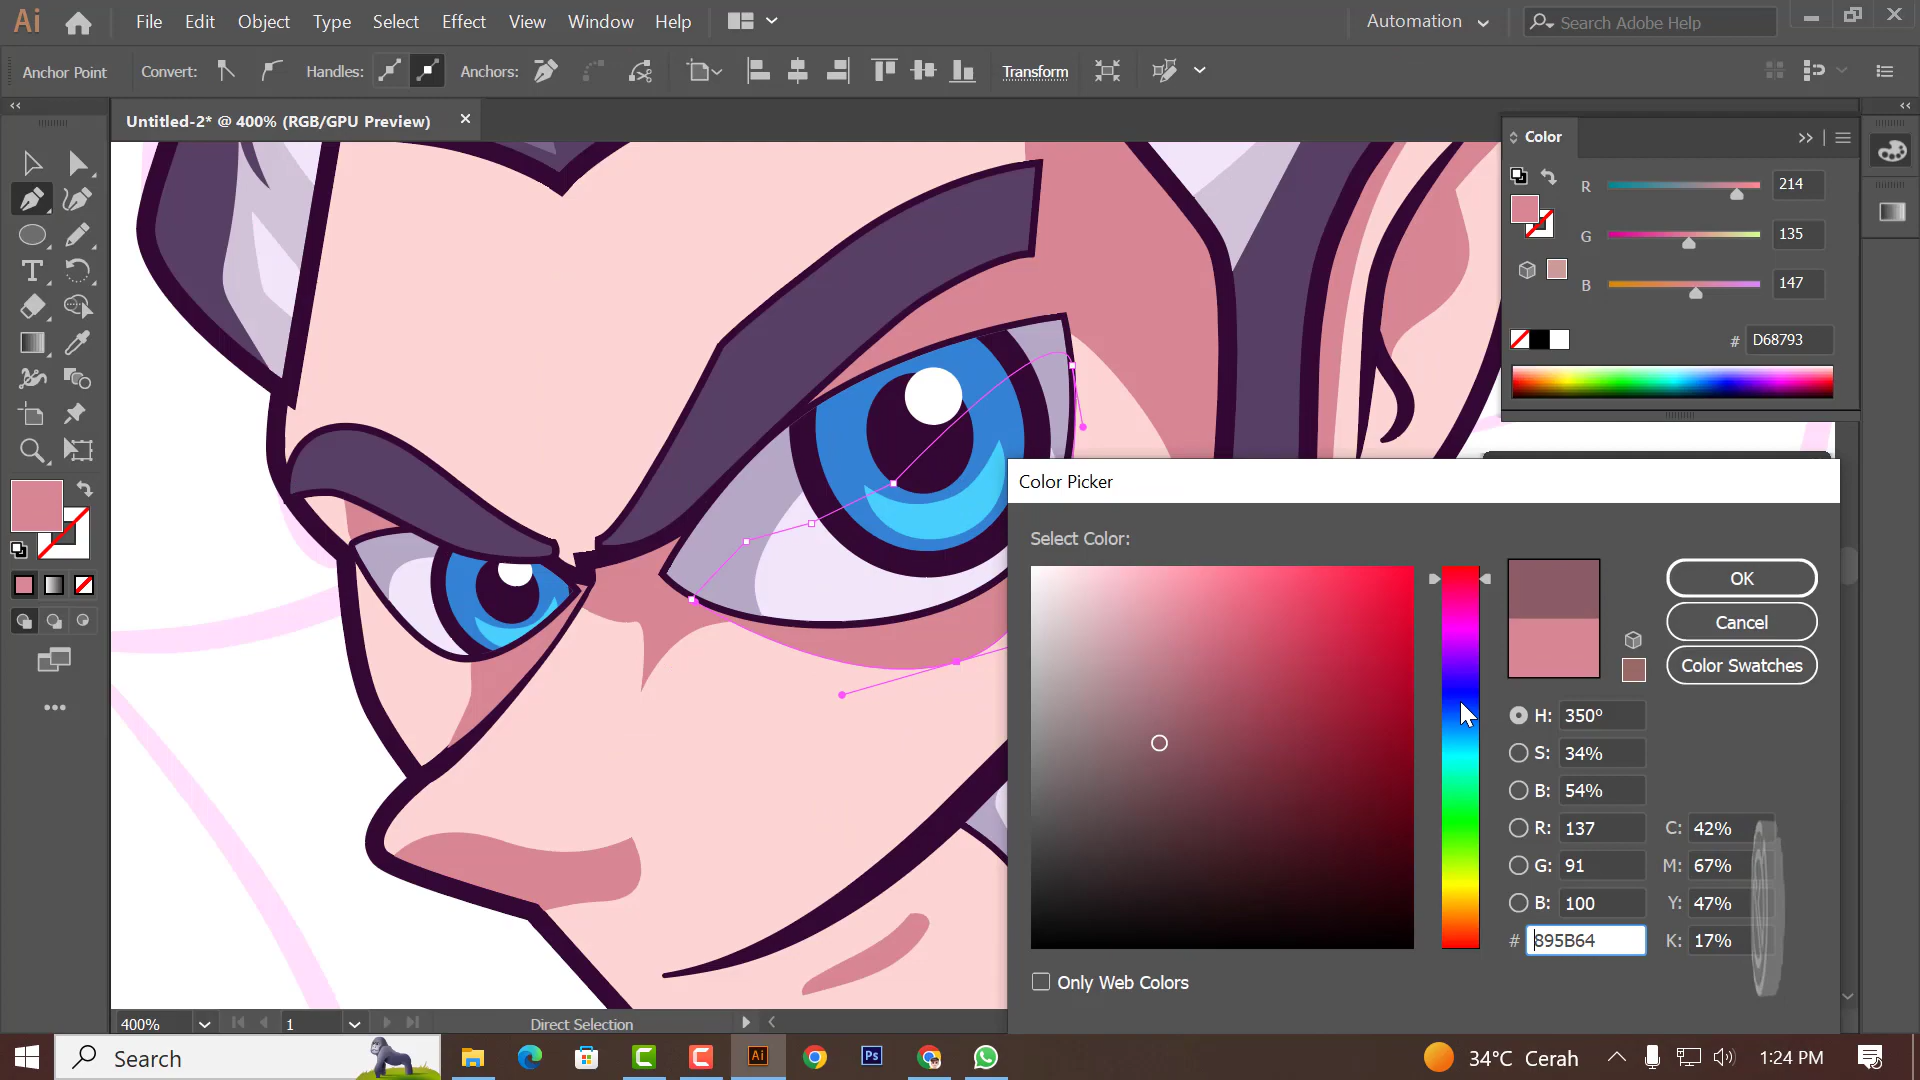 Ai File Edit Object Type Select Effect View Window Help Automation Search Adobe Help
Anchor Point Convert: Handles: Anchors: Transform
Untitled-2* @ 400% (RGB/GPU Preview)
Color
R 214
G 135
B 147
# D68793
Color Picker
Select Color:
OK
Cancel
Color Swatches
H: 350º
S: 34%
B: 54%
R: 137 C: 42%
G: 91 M: 67%
B: 100 Y: 47%
# 895B64 K: 17%
Only Web Colors
400% 1 Direct Selection
Search Ai Ps 34°C Cerah 1:24 PM